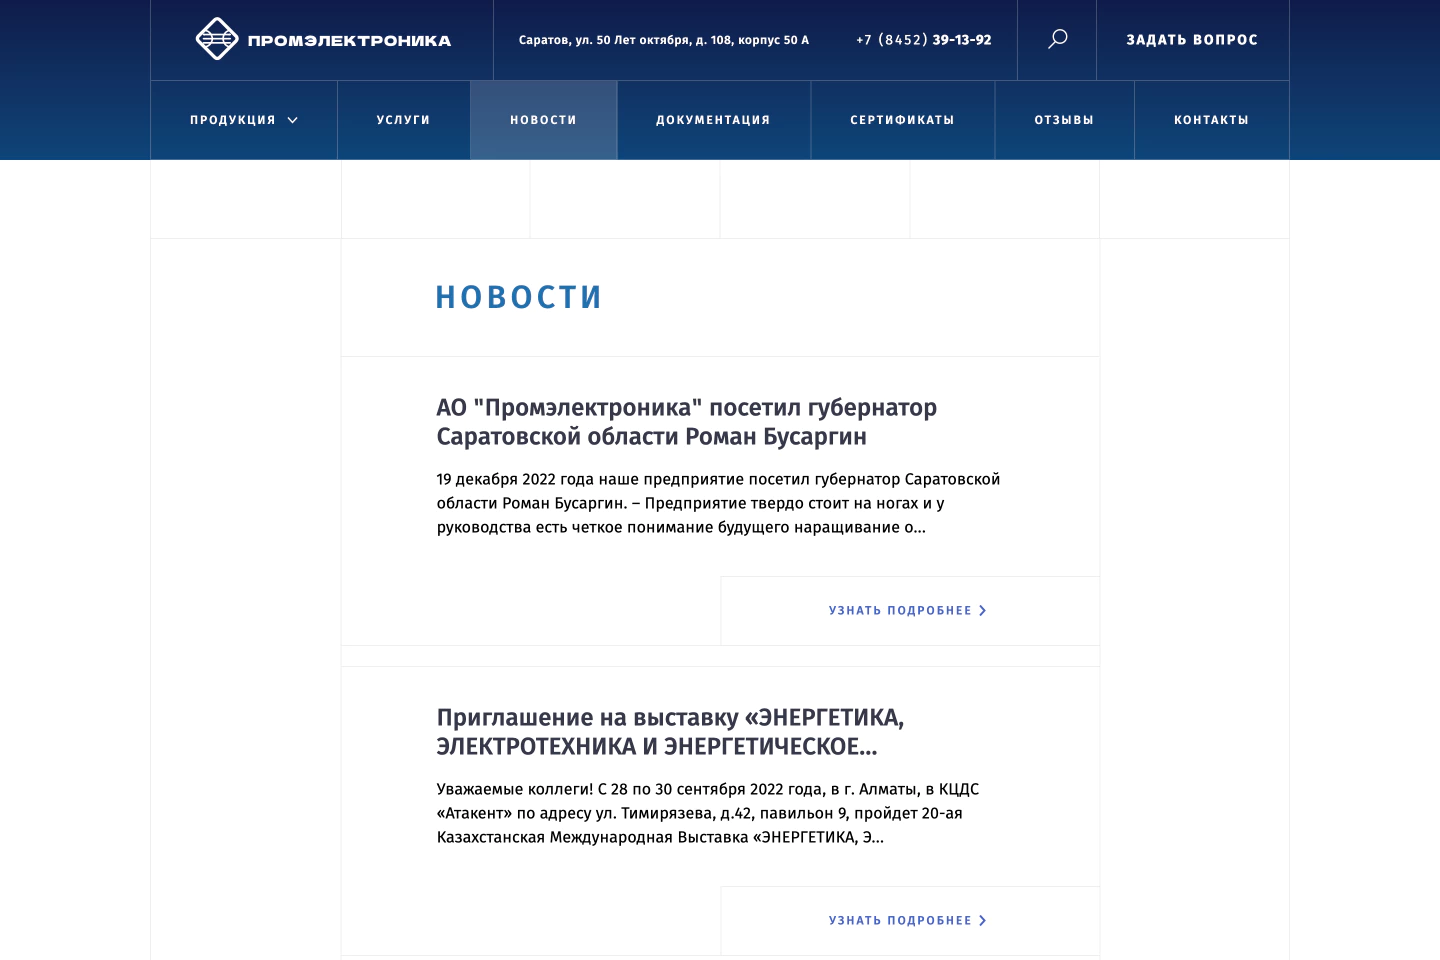 ПРОМЭЛЕКТРОНИКА
Саратов, ул. 50 Лет октября, д. 108, корпус 50 А
+7 (8452) 39-13-92
ЗАДАТЬ ВОПРОС
ПРОДУКЦИЯ
УСЛУГИ
НОВОСТИ
ДОКУМЕНТАЦИЯ
СЕРТИФИКАТЫ
ОТЗЫВЫ
КОНТАКТЫ
НОВОСТИ
АО "Промэлектроника" посетил губернатор
Саратовской области Роман Бусаргин
19 декабря 2022 года наше предприятие посетил губернатор Саратовской
области Роман Бусаргин. – Предприятие твердо стоит на ногах и у
руководства есть четкое понимание будущего наращивание о...
УЗНАТЬ ПОДРОБНЕЕ
Приглашение на выставку «ЭНЕРГЕТИКА,
ЭЛЕКТРОТЕХНИКА И ЭНЕРГЕТИЧЕСКОЕ...
Уважаемые коллеги! С 28 по 30 сентября 2022 года, в г. Алматы, в КЦДС
«Атакент» по адресу ул. Тимирязева, д.42, павильон 9, пройдет 20-ая
Казахстанская Международная Выставка «ЭНЕРГЕТИКА, Э...
УЗНАТЬ ПОДРОБНЕЕ